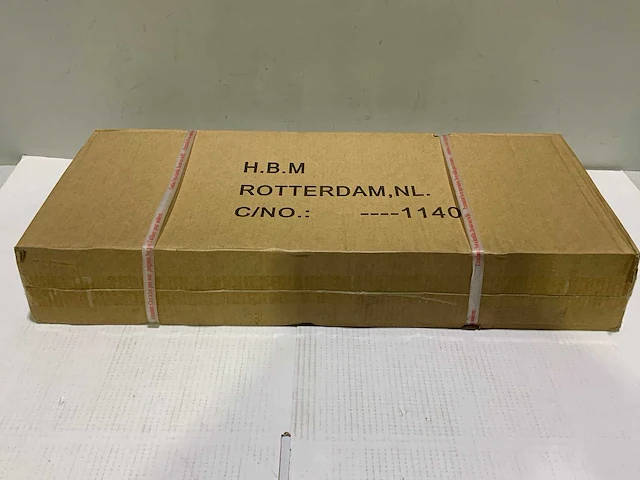 H.B.M
ROTTERDAM,NL.
C/NO.: ----1140